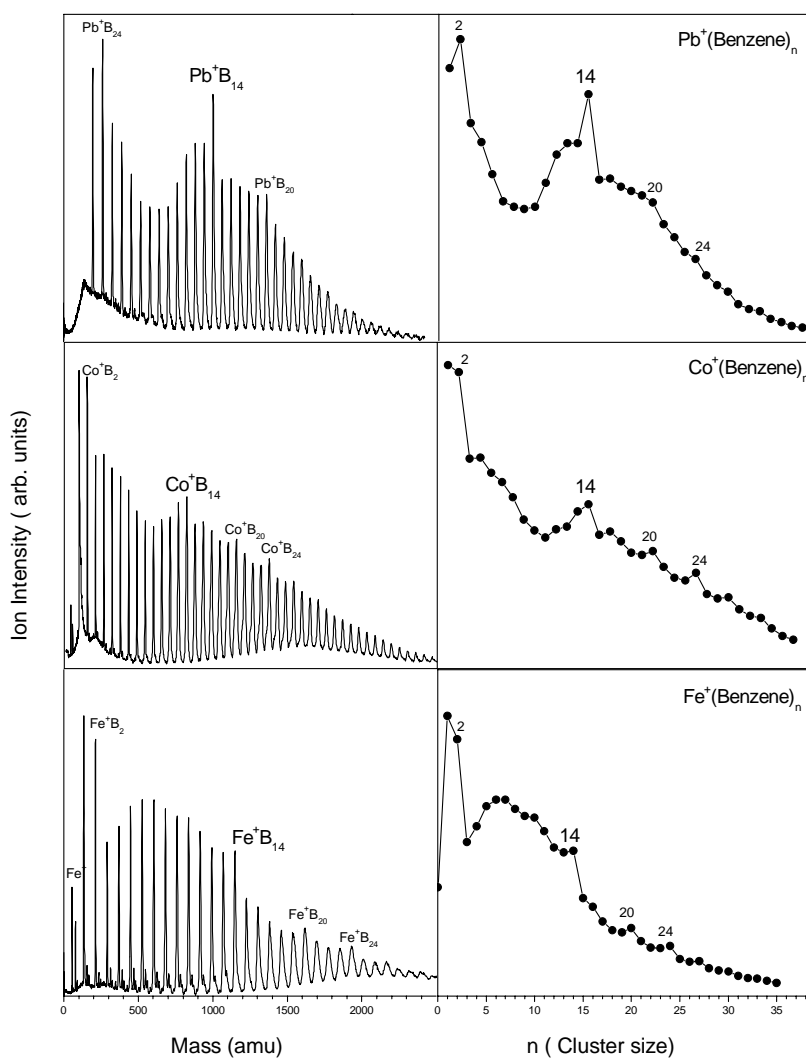 Pb⁺B₂₄
Pb⁺B₁₄
Pb⁺B₂₀
2
14
20
24
Pb⁺(Benzene)ₙ
Co⁺B₂
Co⁺B₁₄
Co⁺B₂₀
Co⁺B₂₄
2
14
20
24
Co⁺(Benzene)ₙ
Fe⁺
Fe⁺B₂
Fe⁺B₁₄
Fe⁺B₂₀
Fe⁺B₂₄
2
14
20
24
Fe⁺(Benzene)ₙ
Ion Intensity ( arb. units)
0 500 1000 1500 2000
0 5 10 15 20 25 30 35
Mass (amu)
n ( Cluster size)